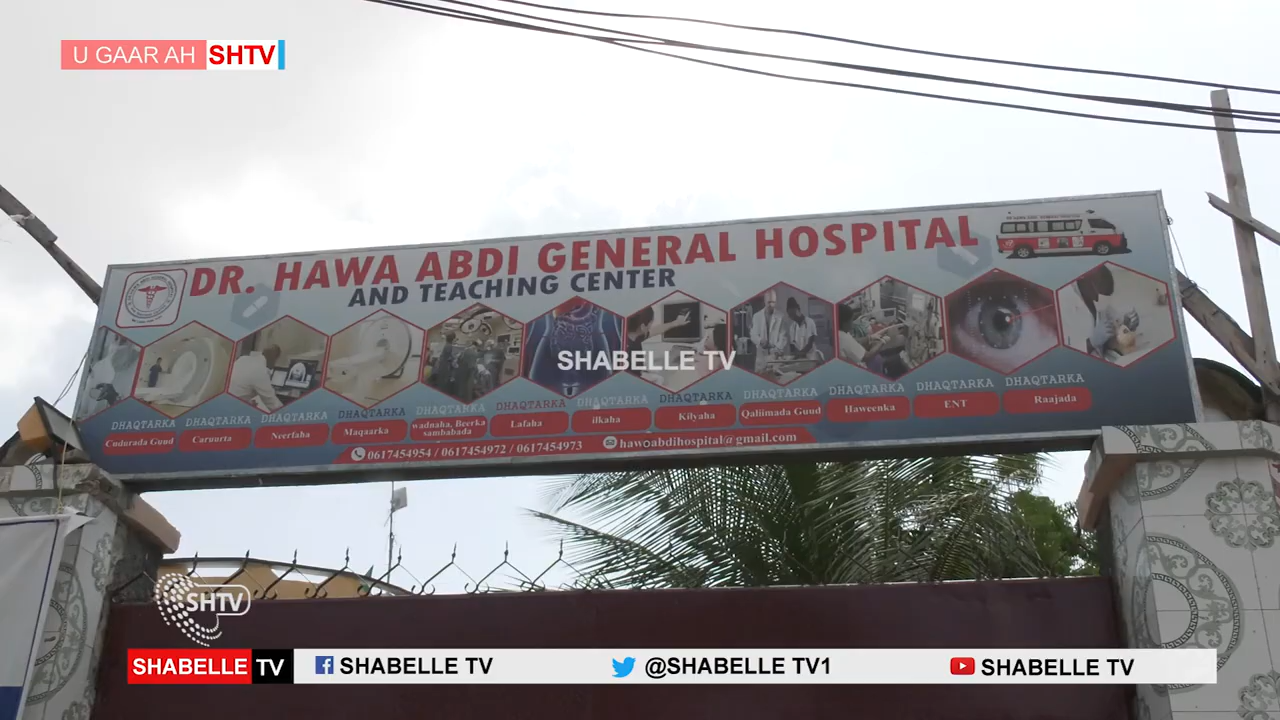 U GAAR AH SHTV
DR. HAWA ABDI GENERAL HOSPITAL
AND TEACHING CENTER
SHABELLE TV
DHAQTARKA DHAQTARKA DHAQTARKA DHAQTARKA DHAQTARKA DHAQTARKA DHAQTARKA DHAQTARKA DHAQTARKA DHAQTARKA DHAQTARKA DHAQTARKA
Cudurada Guud Caruurta Neerfaha Maqaarka wadnaha, Beerka Lafaha ilkaha Kilyaha Qaliimada Guud Haweenka ENT Raajada
sambabada
0617454954 / 0617454972 / 0617454973 hawoabdihospital@gmail.com
SHTV
SHABELLE TV SHABELLE TV @SHABELLE TV1 SHABELLE TV